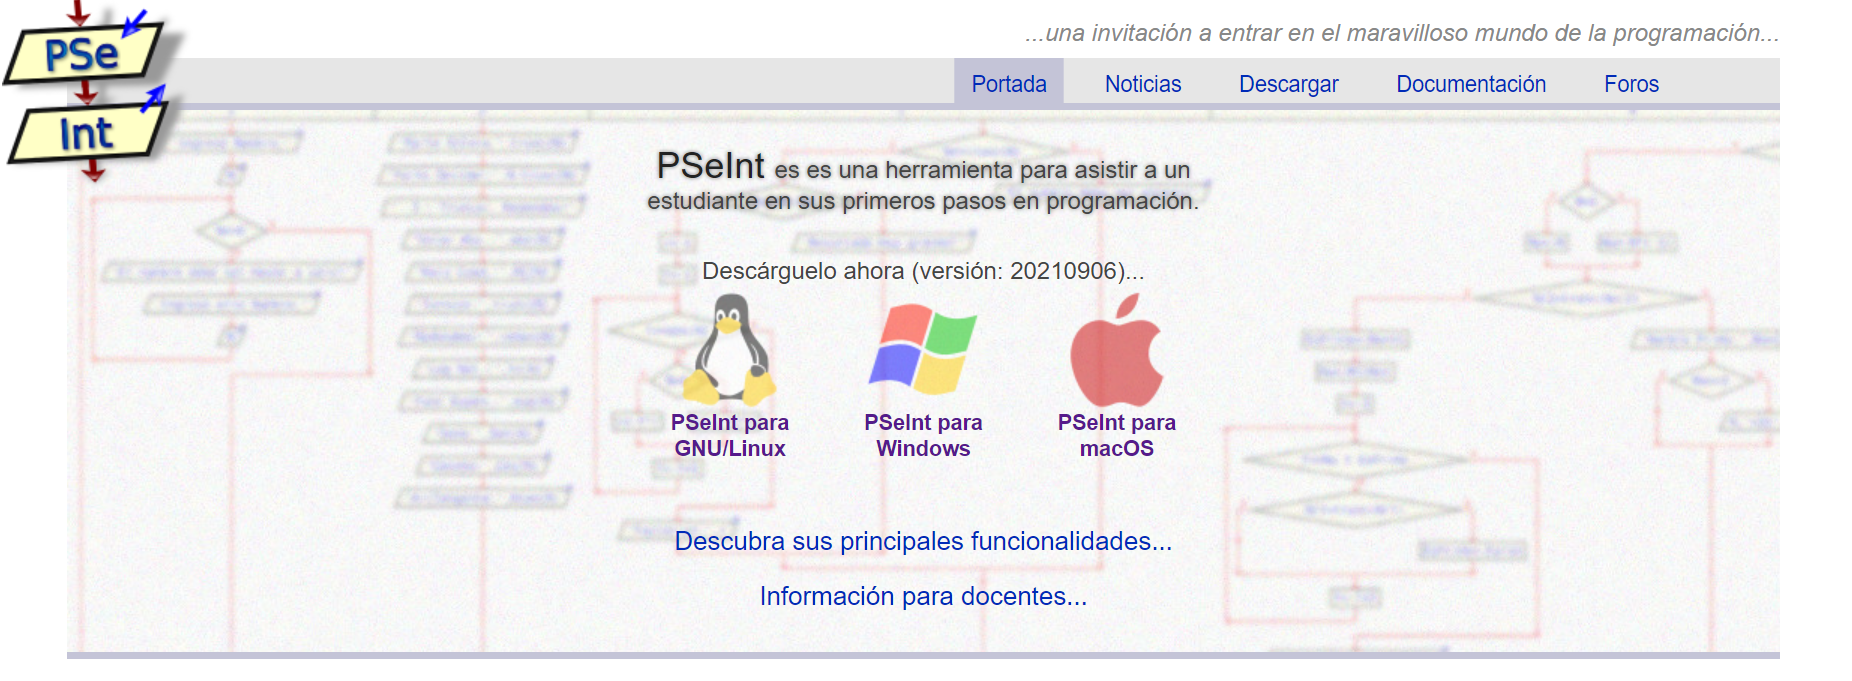 PSe
Int
...una invitación a entrar en el maravilloso mundo de la programación...
Portada Noticias Descargar Documentación Foros
PSeInt es es una herramienta para asistir a un
estudiante en sus primeros pasos en programación.
Descárguelo ahora (versión: 20210906)...
PSeInt para GNU/Linux
PSeInt para Windows
PSeInt para macOS
Descubra sus principales funcionalidades...
Información para docentes...